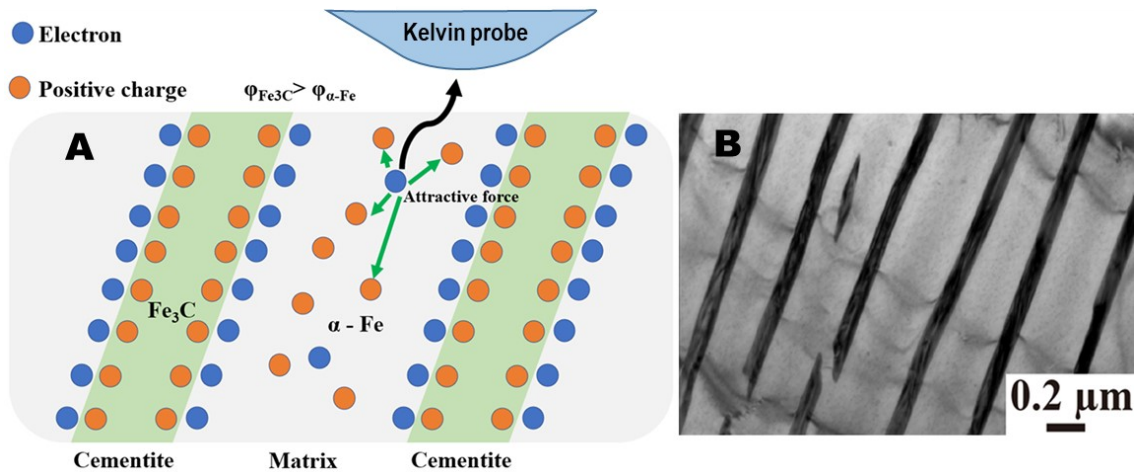 Kelvin probe
Electron
Positive charge
φFe3C> φα-Fe
A
B
Attractive force
Fe₃C
α - Fe
0.2 μm
Cementite
Matrix
Cementite